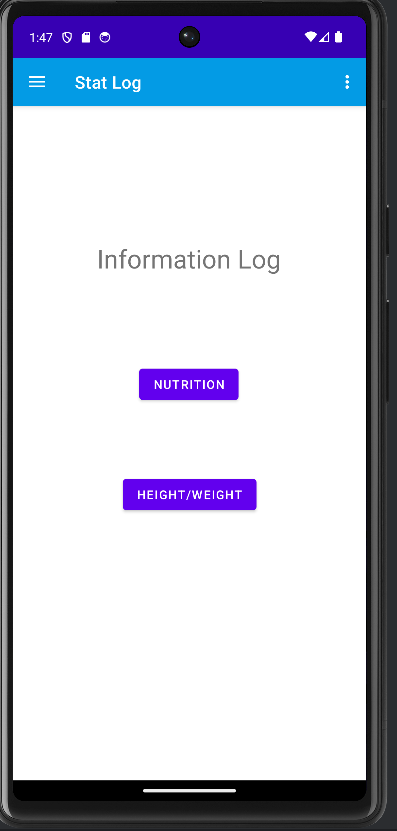 1:47
Stat Log
Information Log
NUTRITION
HEIGHT/WEIGHT